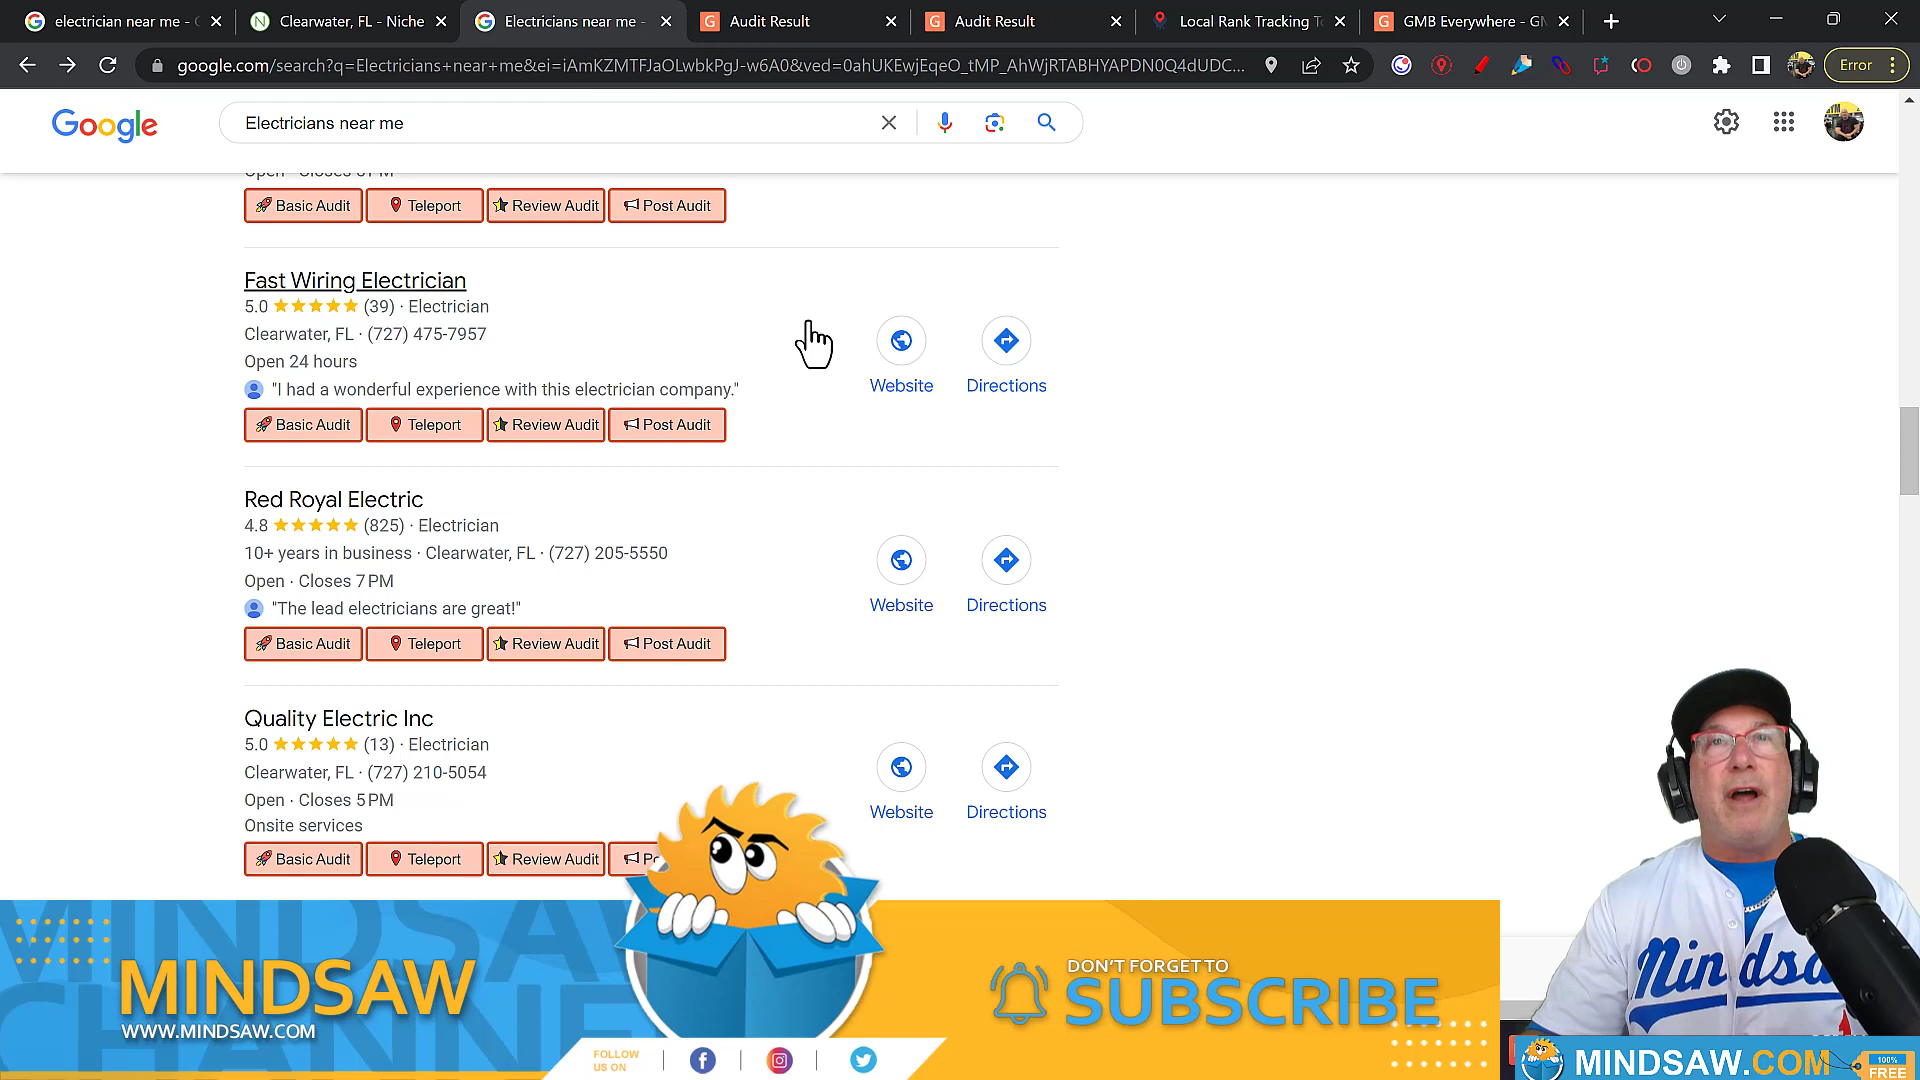 electrician near me -
Clearwater, FL - Niche
Electricians near me -
Audit Result
Audit Result
Local Rank Tracking T
GMB Everywhere - GM
google.com/search?q=Electricians+near+me&ei=iAmKZMTFJaOLwbkPgJ-w6A0&ved=0ahUKEwjEqeO_tMP_AhWjRTABHYAPDN0Q4dUDC...
Error
Google
Electricians near me
Basic Audit Teleport Review Audit Post Audit
Fast Wiring Electrician
5.0 (39) · Electrician
Clearwater, FL · (727) 475-7957
Open 24 hours
"I had a wonderful experience with this electrician company."
Website Directions
Basic Audit Teleport Review Audit Post Audit
Red Royal Electric
4.8 (825) · Electrician
10+ years in business · Clearwater, FL · (727) 205-5550
Open · Closes 7 PM
"The lead electricians are great!"
Website Directions
Basic Audit Teleport Review Audit Post Audit
Quality Electric Inc
5.0 (13) · Electrician
Clearwater, FL · (727) 210-5054
Open · Closes 5 PM
Onsite services
Website Directions
Basic Audit Teleport Review Audit
MINDSAW
WWW.MINDSAW.COM
DON'T FORGET TO
SUBSCRIBE
FOLLOW
US ON
MINDSAW.COM
100%
FREE